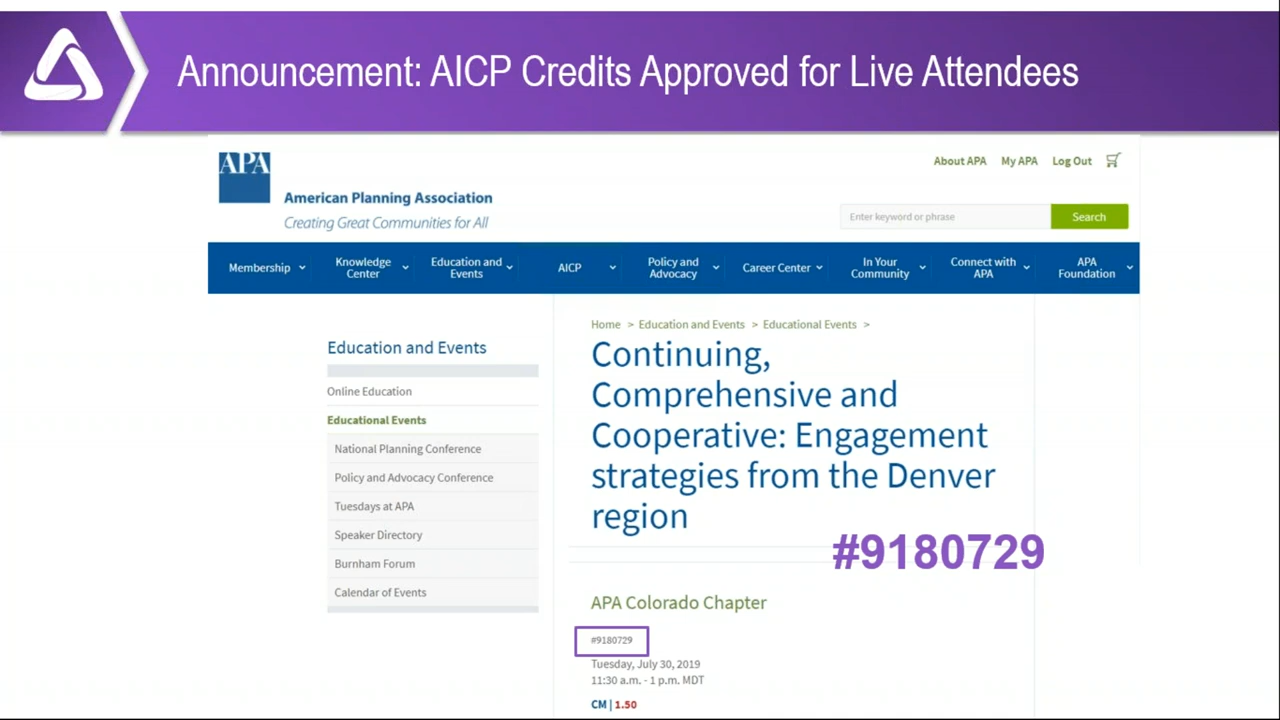 Announcement: AICP Credits Approved for Live Attendees
APA
American Planning Association
Creating Great Communities for All
About APA My APA Log Out
Enter keyword or phrase
Search
Membership
Knowledge
Center
Education and
Events
AICP
Policy and
Advocacy
Career Center
In Your
Community
Connect with
APA
APA
Foundation
Education and Events
Online Education
Educational Events
National Planning Conference
Policy and Advocacy Conference
Tuesdays at APA
Speaker Directory
Burnham Forum
Calendar of Events
Home > Education and Events > Educational Events >
Continuing,
Comprehensive and
Cooperative: Engagement
strategies from the Denver
region
#9180729
APA Colorado Chapter
#9180729
Tuesday, July 30, 2019
11:30 a.m. - 1 p.m. MDT
CM | 1.50